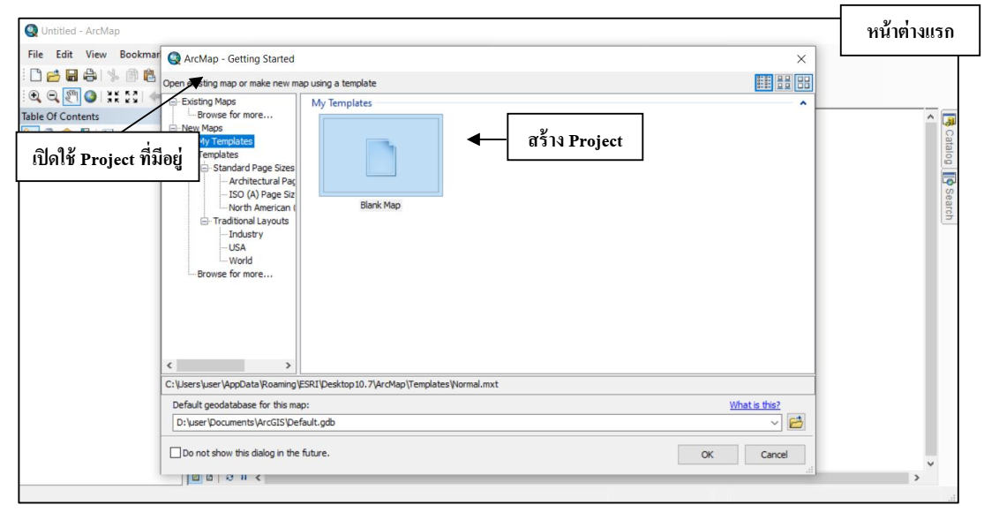 Untitled - ArcMap
หน้าต่างแรก
File Edit View Bookmar
ArcMap - Getting Started
Open existing map or make new map using a template
Existing Maps
Browse for more...
New Maps
My Templates
Templates
Standard Page Sizes
Architectural Pag
ISO (A) Page Siz
North American (
Traditional Layouts
Industry
USA
World
Browse for more...
My Templates
Blank Map
สร้าง Project
เปิดใช้ Project ที่มีอยู่
Table Of Contents
Catalog
Search
C:\Users\user\AppData\Roaming\ESRI\Desktop10.7\ArcMap\Templates\Normal.mxt
Default geodatabase for this map:
What is this?
D:\user\Documents\ArcGIS\Default.gdb
Do not show this dialog in the future.
OK
Cancel